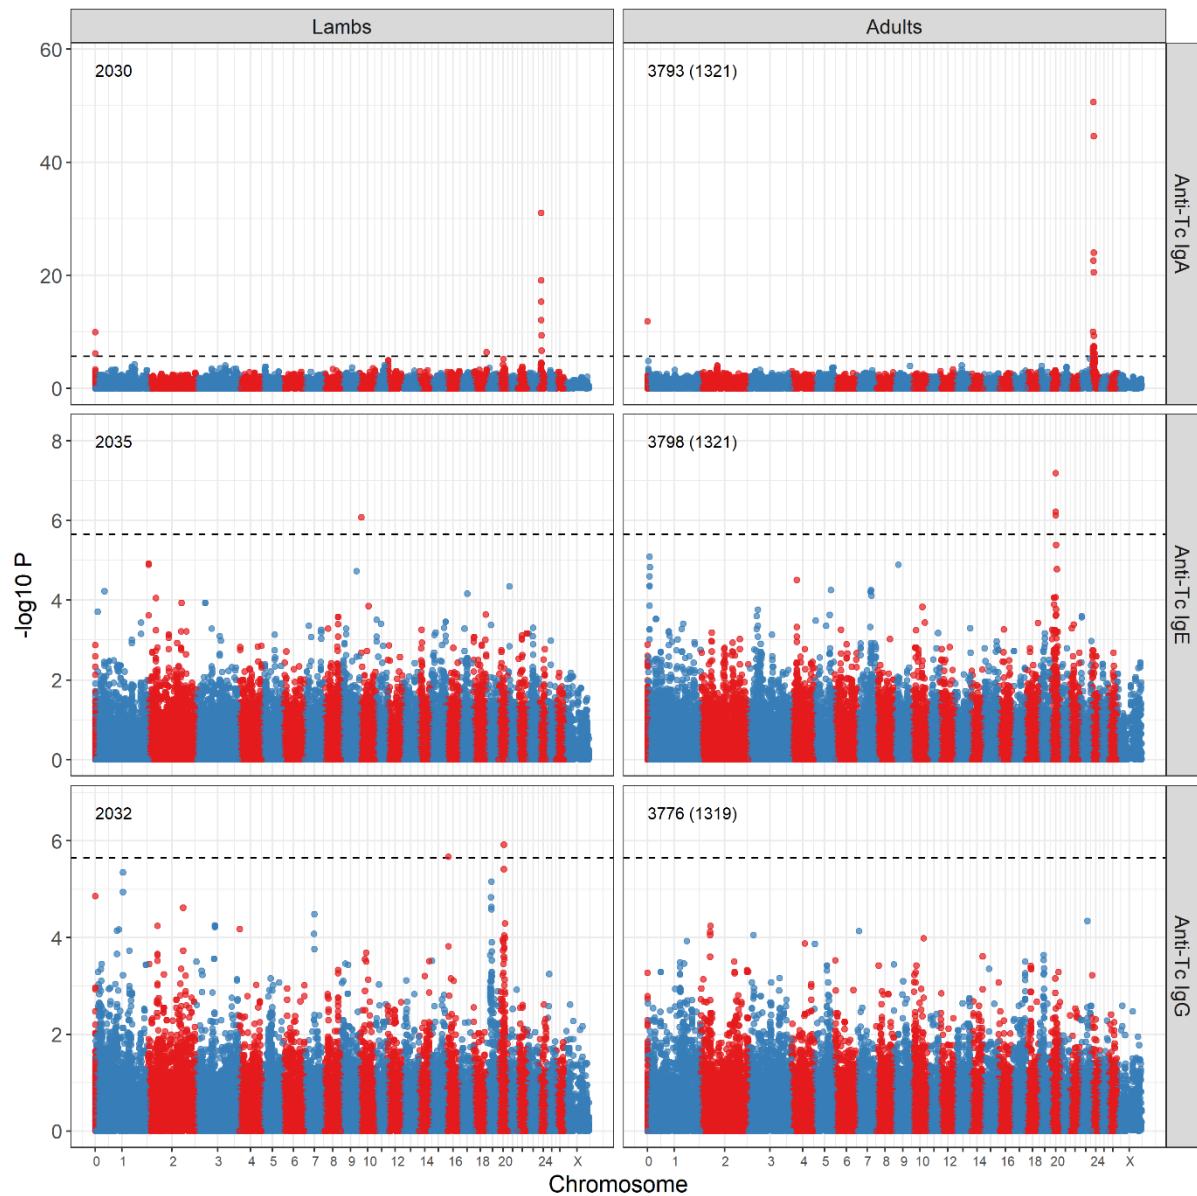 Lambs
Adults
60
40
20
0
2030
3793 (1321)
Anti-Tc IgA
8
6
4
2
0
2035
3798 (1321)
Anti-Tc IgE
-log10 P
6
4
2
0
2032
3776 (1319)
Anti-Tc IgG
0 1 2 3 4 5 6 7 8 9 10 12 14 16 18 20 24 X
0 1 2 3 4 5 6 7 8 9 10 12 14 16 18 20 24 X
Chromosome